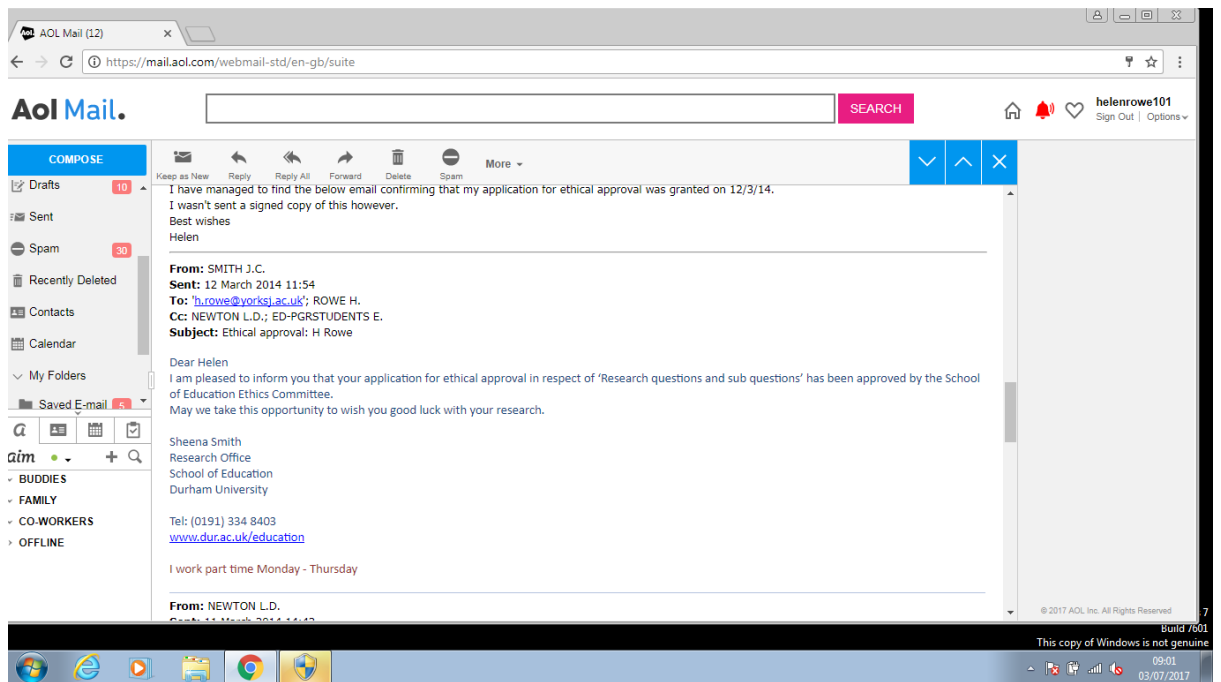 AOL Mail (12)
https://mail.aol.com/webmail-std/en-gb/suite
Aol Mail.
SEARCH
helenrowe101
Sign Out | Options
COMPOSE
Keep as New Reply Reply All Forward Delete Spam More
Drafts 10
Sent
Spam 30
Recently Deleted
Contacts
Calendar
My Folders
Saved E-mail 5
aim
BUDDIES
FAMILY
CO-WORKERS
OFFLINE
I have managed to find the below email confirming that my application for ethical approval was granted on 12/3/14.
I wasn't sent a signed copy of this however.
Best wishes
Helen
From: SMITH J.C.
Sent: 12 March 2014 11:54
To: 'h.rowe@yorksj.ac.uk'; ROWE H.
Cc: NEWTON L.D.; ED-PGRSTUDENTS E.
Subject: Ethical approval: H Rowe
Dear Helen
I am pleased to inform you that your application for ethical approval in respect of ‘Research questions and sub questions’ has been approved by the School
of Education Ethics Committee.
May we take this opportunity to wish you good luck with your research.
Sheena Smith
Research Office
School of Education
Durham University
Tel: (0191) 334 8403
www.dur.ac.uk/education
I work part time Monday - Thursday
From: NEWTON L.D.
Sent: 11 March 2014 14:42
© 2017 AOL Inc. All Rights Reserved
7
Build 7601
This copy of Windows is not genuine
09:01
03/07/2017